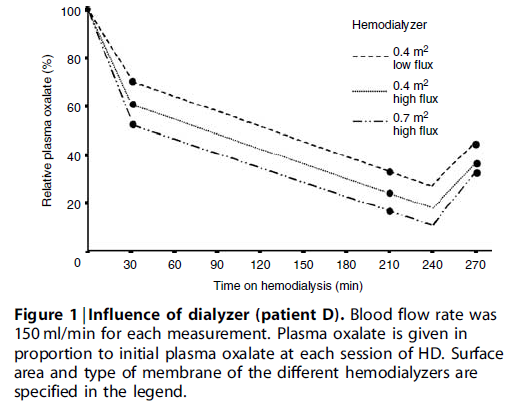 100
80
60
40
20
0
Relative plasma oxalate (%)
30 60 90 120 150 180 210 240 270
Time on hemodialysis (min)
Hemodialyzer
0.4 m²
low flux
0.4 m²
high flux
0.7 m²
high flux
Figure 1 | Influence of dialyzer (patient D). Blood flow rate was
150 ml/min for each measurement. Plasma oxalate is given in
proportion to initial plasma oxalate at each session of HD. Surface
area and type of membrane of the different hemodialyzers are
specified in the legend.